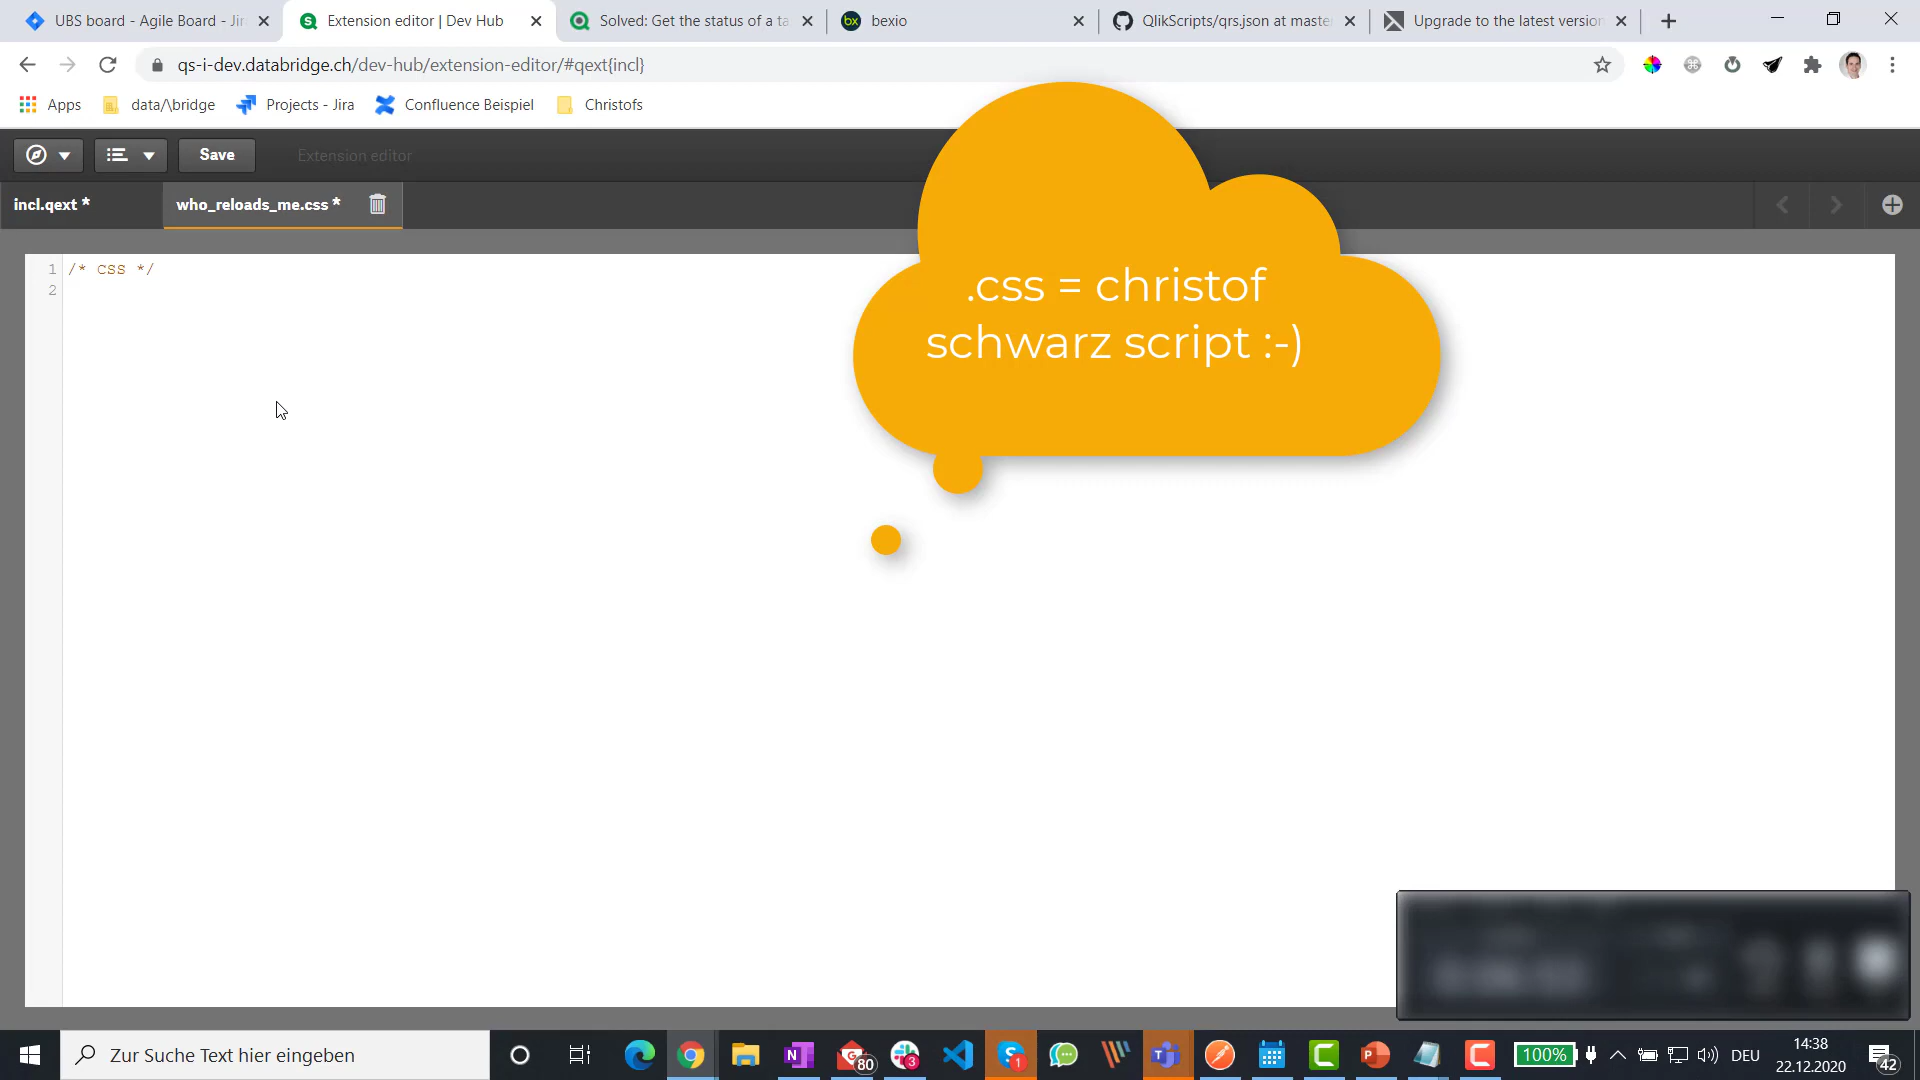 UBS board - Agile Board - Jir
Extension editor | Dev Hub
Solved: Get the status of a ta
bx bexio
QlikScripts/qrs.json at master
Upgrade to the latest version
qs-i-dev.databridge.ch/dev-hub/extension-editor/#qext{incl}
Apps
data/\bridge
Projects - Jira
Confluence Beispiel
Christofs
Save
Extension editor
incl.qext *
who_reloads_me.css *
1 /* CSS */
2
.css = christof
schwarz script :-)
Zur Suche Text hier eingeben
80
3
1
100%
DEU
14:38
22.12.2020
42